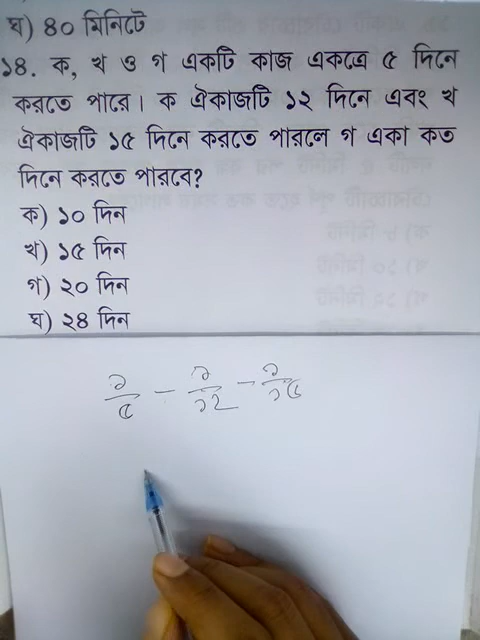 ঘ) ৪০ মিনিটে
১৪. ক, খ ও গ একটি কাজ একত্রে ৫ দিনে
করতে পারে। ক ঐকাজটি ১২ দিনে এবং খ
ঐকাজটি ১৫ দিনে করতে পারলে গ একা কত
দিনে করতে পারবে?
ক) ১০ দিন
খ) ১৫ দিন
গ) ২০ দিন
ঘ) ২৪ দিন
১/৫ − ১/১২ − ১/১৫